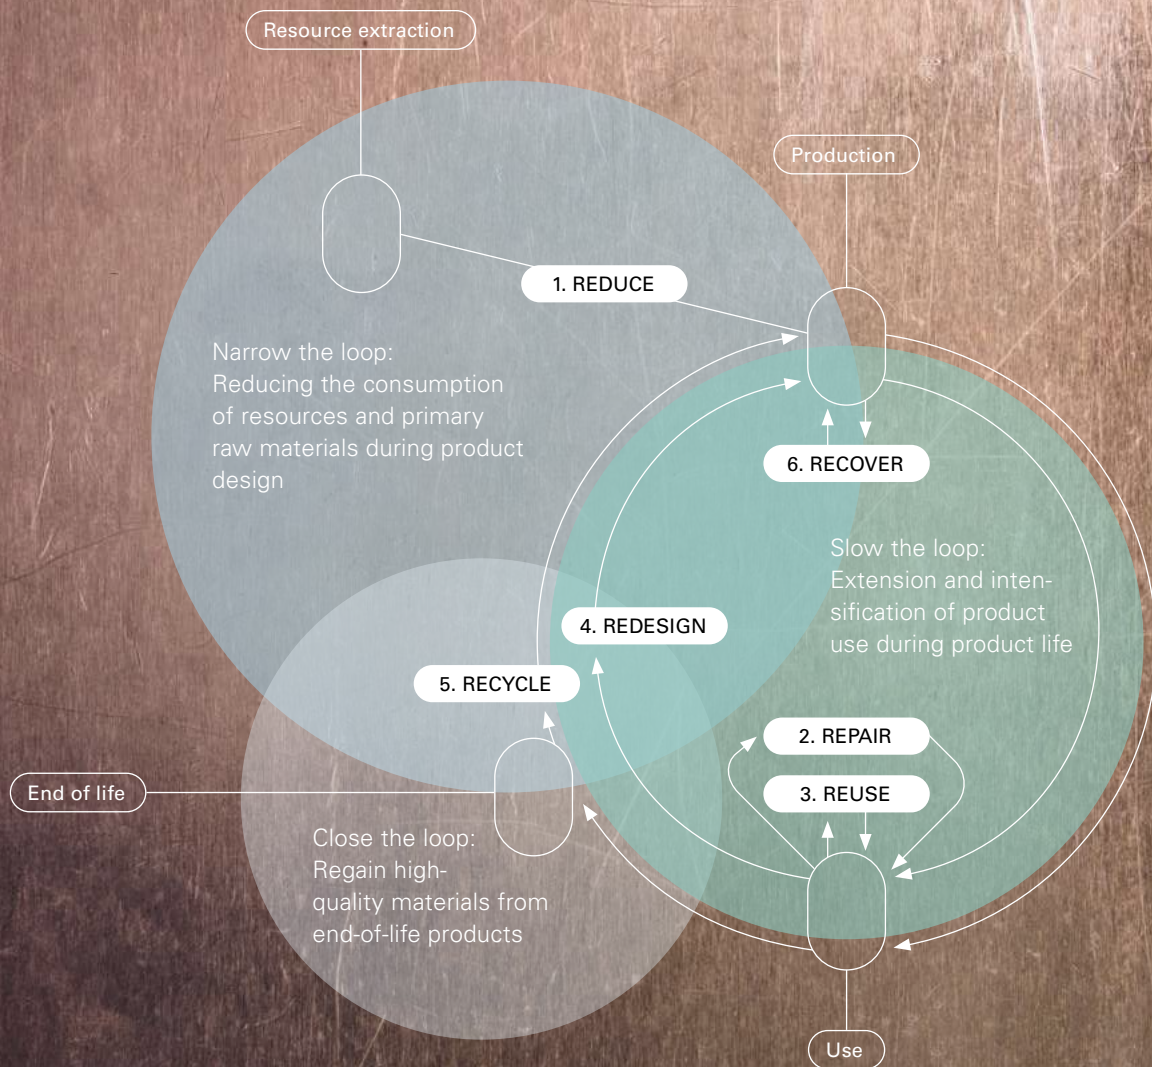 Resource extraction
Production
1. REDUCE
Narrow the loop:
Reducing the consumption
of resources and primary
raw materials during product
design
6. RECOVER
Slow the loop:
Extension and inten-
sification of product
use during product life
4. REDESIGN
5. RECYCLE
2. REPAIR
3. REUSE
End of life
Close the loop:
Regain high-
quality materials from
end-of-life products
Use